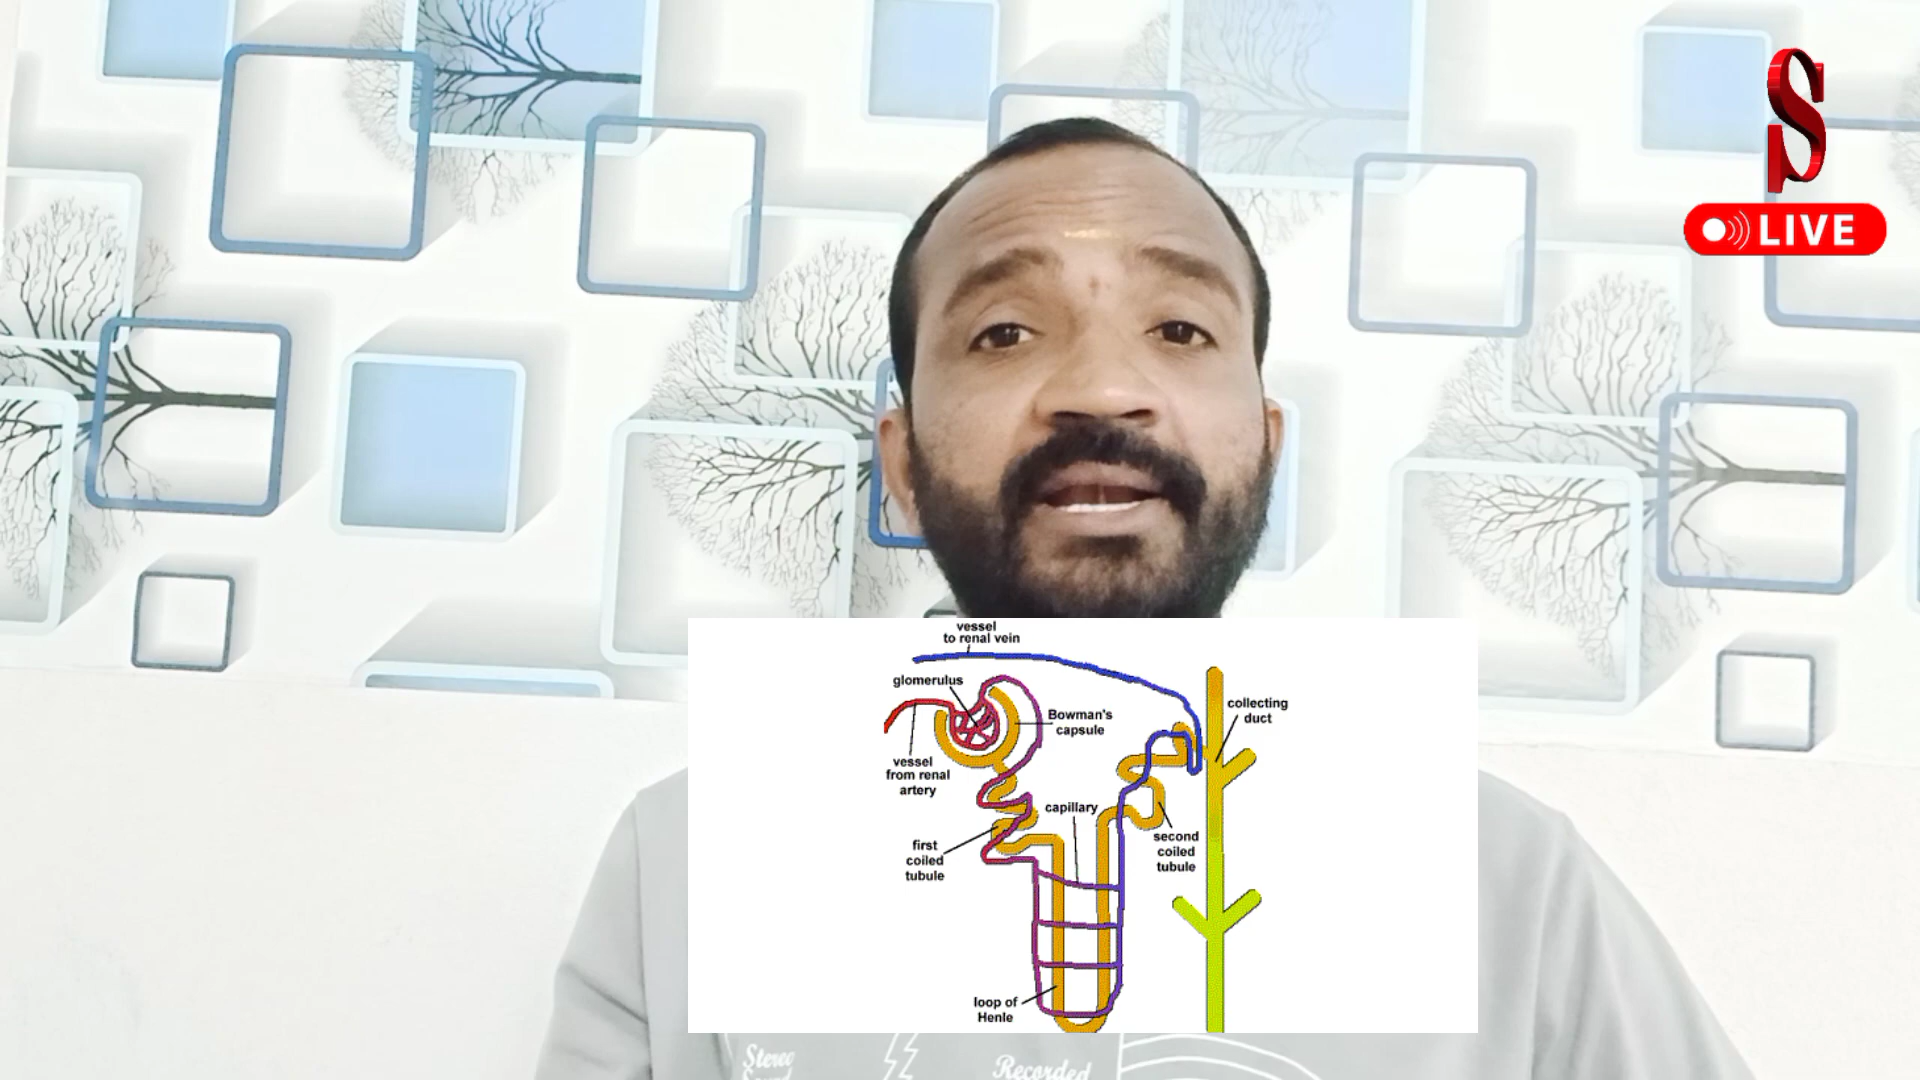 S
LIVE
vessel
to renal vein
glomerulus
Bowman's
capsule
collecting
duct
vessel
from renal
artery
capillary
first
coiled
tubule
second
coiled
tubule
loop of
Henle
Stereo
Recorded